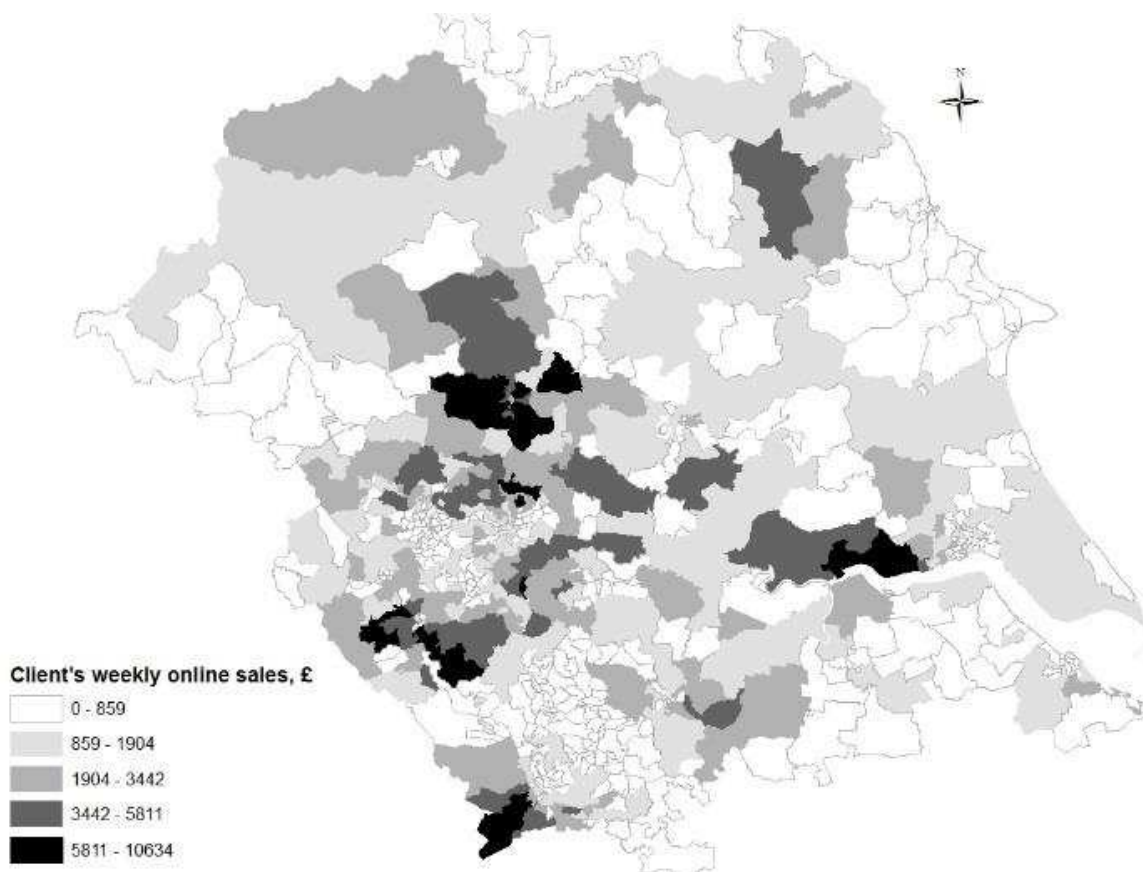 N
Client's weekly online sales, £
0 - 859
859 - 1904
1904 - 3442
3442 - 5811
5811 - 10634